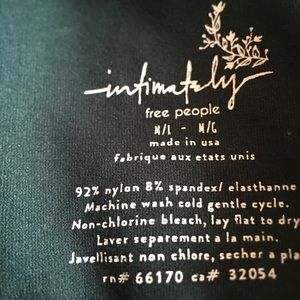 intimately
free people
M/L - M/G
made in usa
fabrique aux etats unis
92% nylon 8% spandex/ elasthanne
Machine wash cold gentle cycle.
Non-chlorine bleach, lay flat to dry
Laver separement a la main.
Javellisant non chlore, secher a pla
rn# 66170 ca# 32054